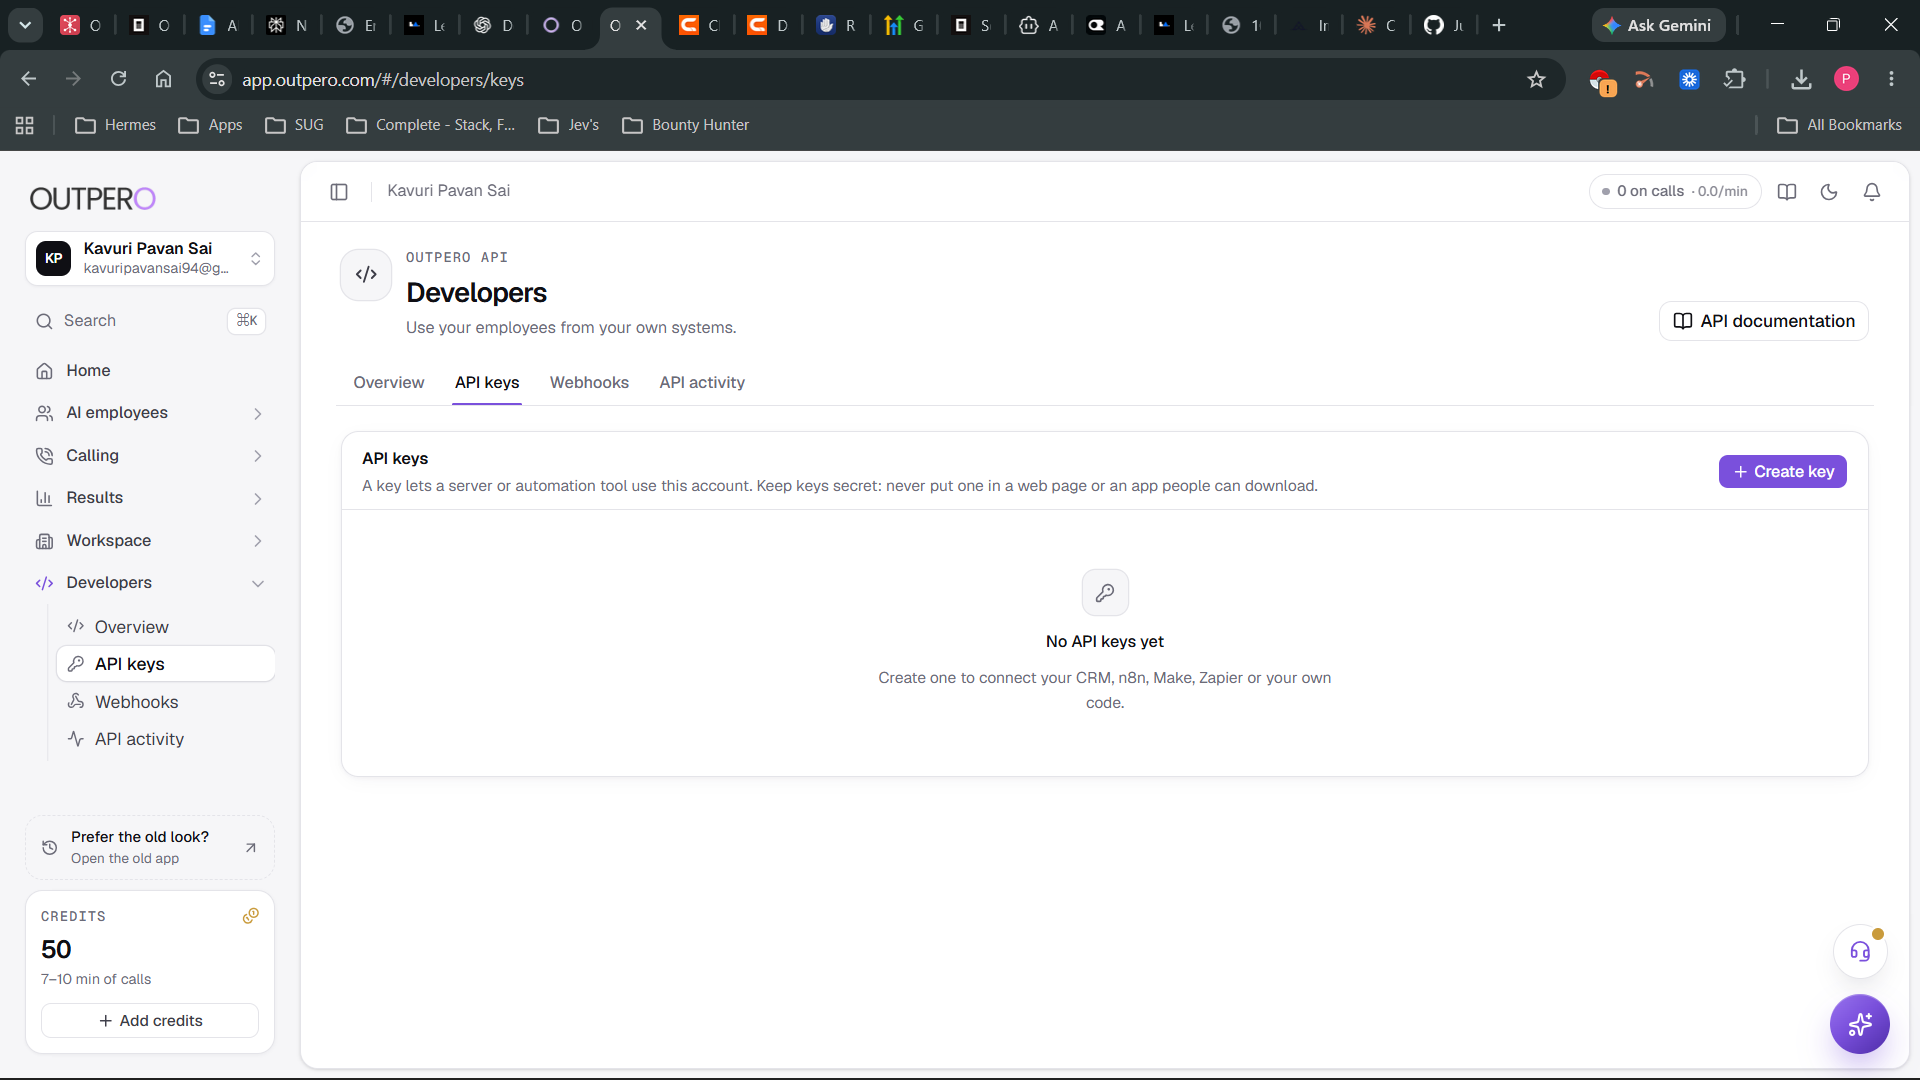 O
O
A
N
Er
Le
D
O
O
C
D
R
G
S
A
A
Le
1
In
C
Ju
Ask Gemini
app.outpero.com/#/developers/keys
P
Hermes
Apps
SUG
Complete - Stack, F...
Jev's
Bounty Hunter
All Bookmarks
OUTPERO
KP
Kavuri Pavan Sai
kavuripavansai94@g...
Search
⌘K
Home
AI employees
Calling
Results
Workspace
Developers
Overview
API keys
Webhooks
API activity
Prefer the old look?
Open the old app
CREDITS
50
7–10 min of calls
+ Add credits
Kavuri Pavan Sai
0 on calls · 0.0/min
OUTPERO API
Developers
Use your employees from your own systems.
API documentation
Overview
API keys
Webhooks
API activity
API keys
A key lets a server or automation tool use this account. Keep keys secret: never put one in a web page or an app people can download.
+ Create key
No API keys yet
Create one to connect your CRM, n8n, Make, Zapier or your own
code.